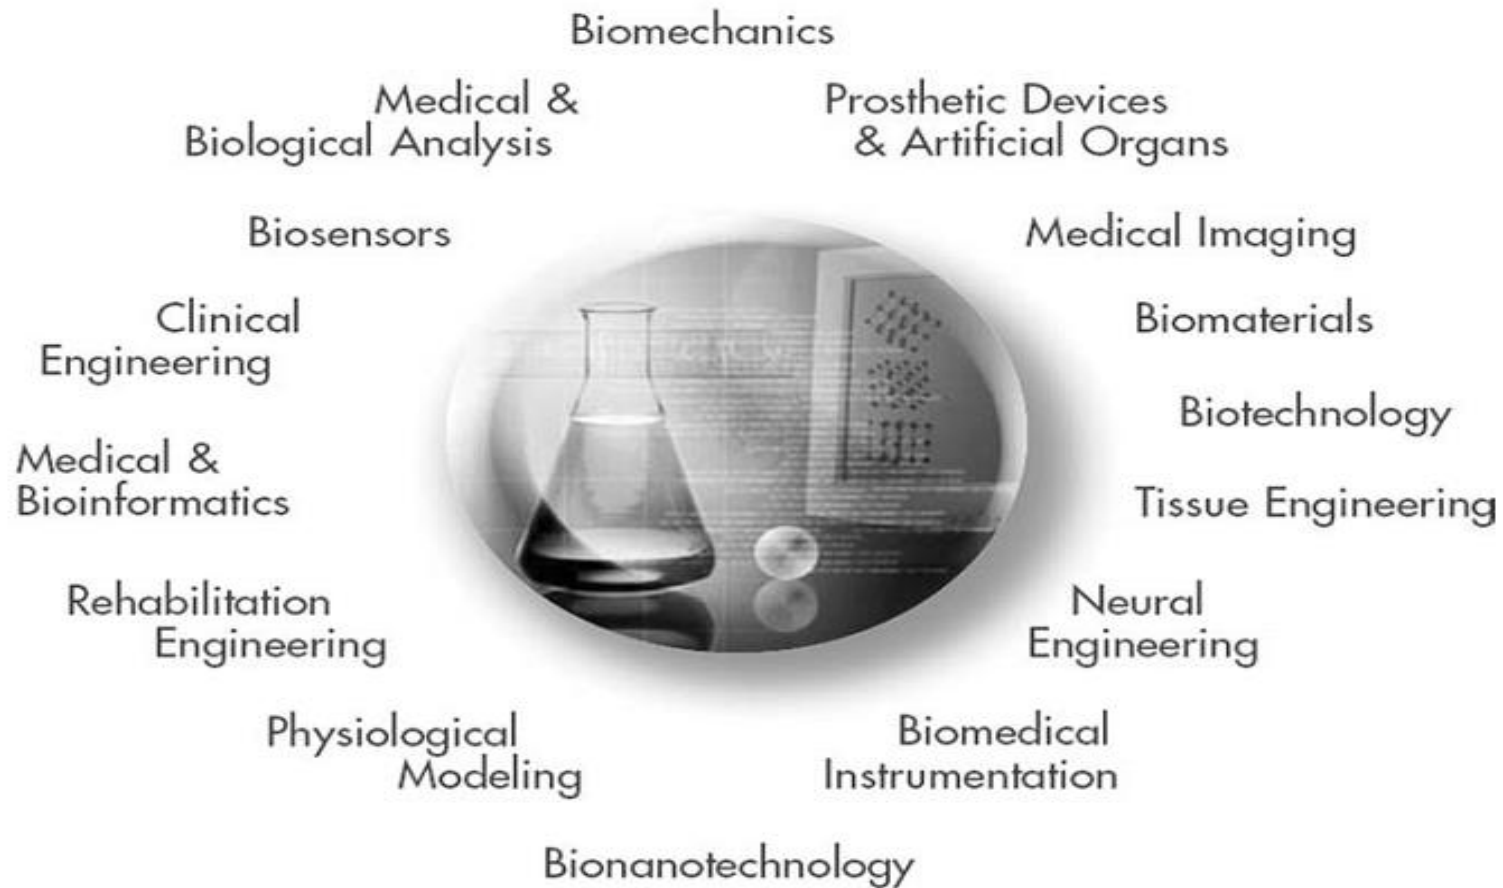 Biomechanics
Medical &
Biological Analysis
Prosthetic Devices
& Artificial Organs
Biosensors
Medical Imaging
Clinical
Engineering
Biomaterials
Biotechnology
Medical &
Bioinformatics
Tissue Engineering
Rehabilitation
Engineering
Neural
Engineering
Physiological
Modeling
Biomedical
Instrumentation
Bionanotechnology